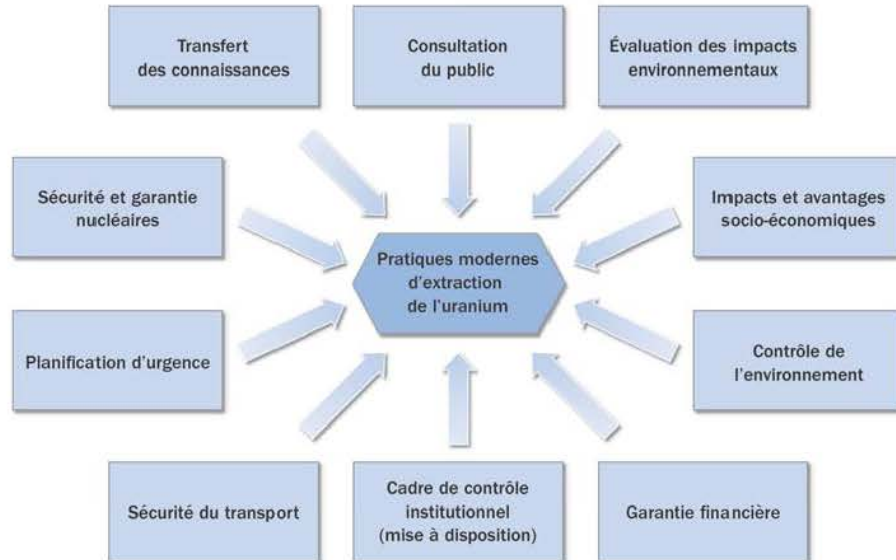 Transfert
des connaissances
Consultation
du public
Évaluation des impacts
environnementaux
Sécurité et garantie
nucléaires
Impacts et avantages
socio-économiques
Pratiques modernes
d'extraction
de l'uranium
Planification d'urgence
Contrôle de
l'environnement
Sécurité du transport
Cadre de contrôle
institutionnel
(mise à disposition)
Garantie financière